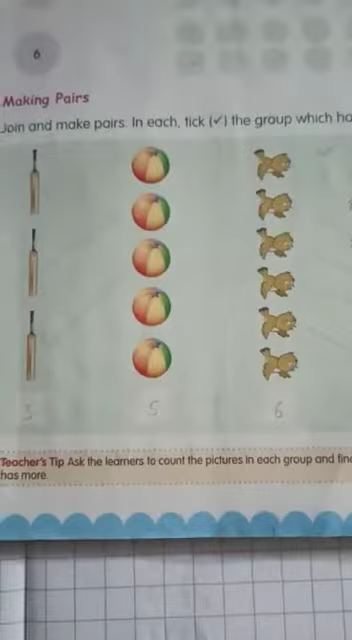 6
Making Pairs
Join and make pairs. In each, tick (✓) the group which ha
3 5 6
Teacher's Tip Ask the learners to count the pictures in each group and fin
has more.